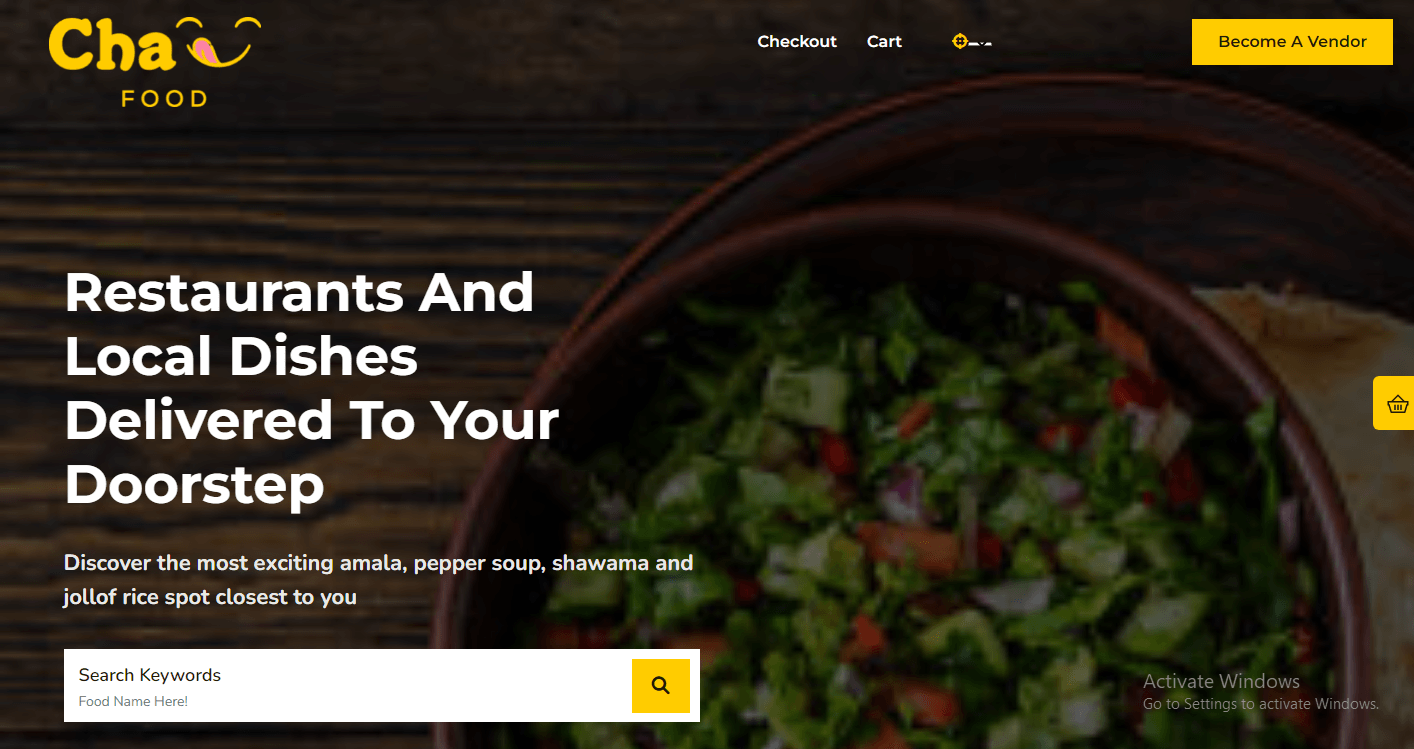 Cha
FOOD
Checkout
Cart
Become A Vendor
Restaurants And
Local Dishes
Delivered To Your
Doorstep
Discover the most exciting amala, pepper soup, shawama and
jollof rice spot closest to you
Search Keywords
Food Name Here!
Activate Windows
Go to Settings to activate Windows.